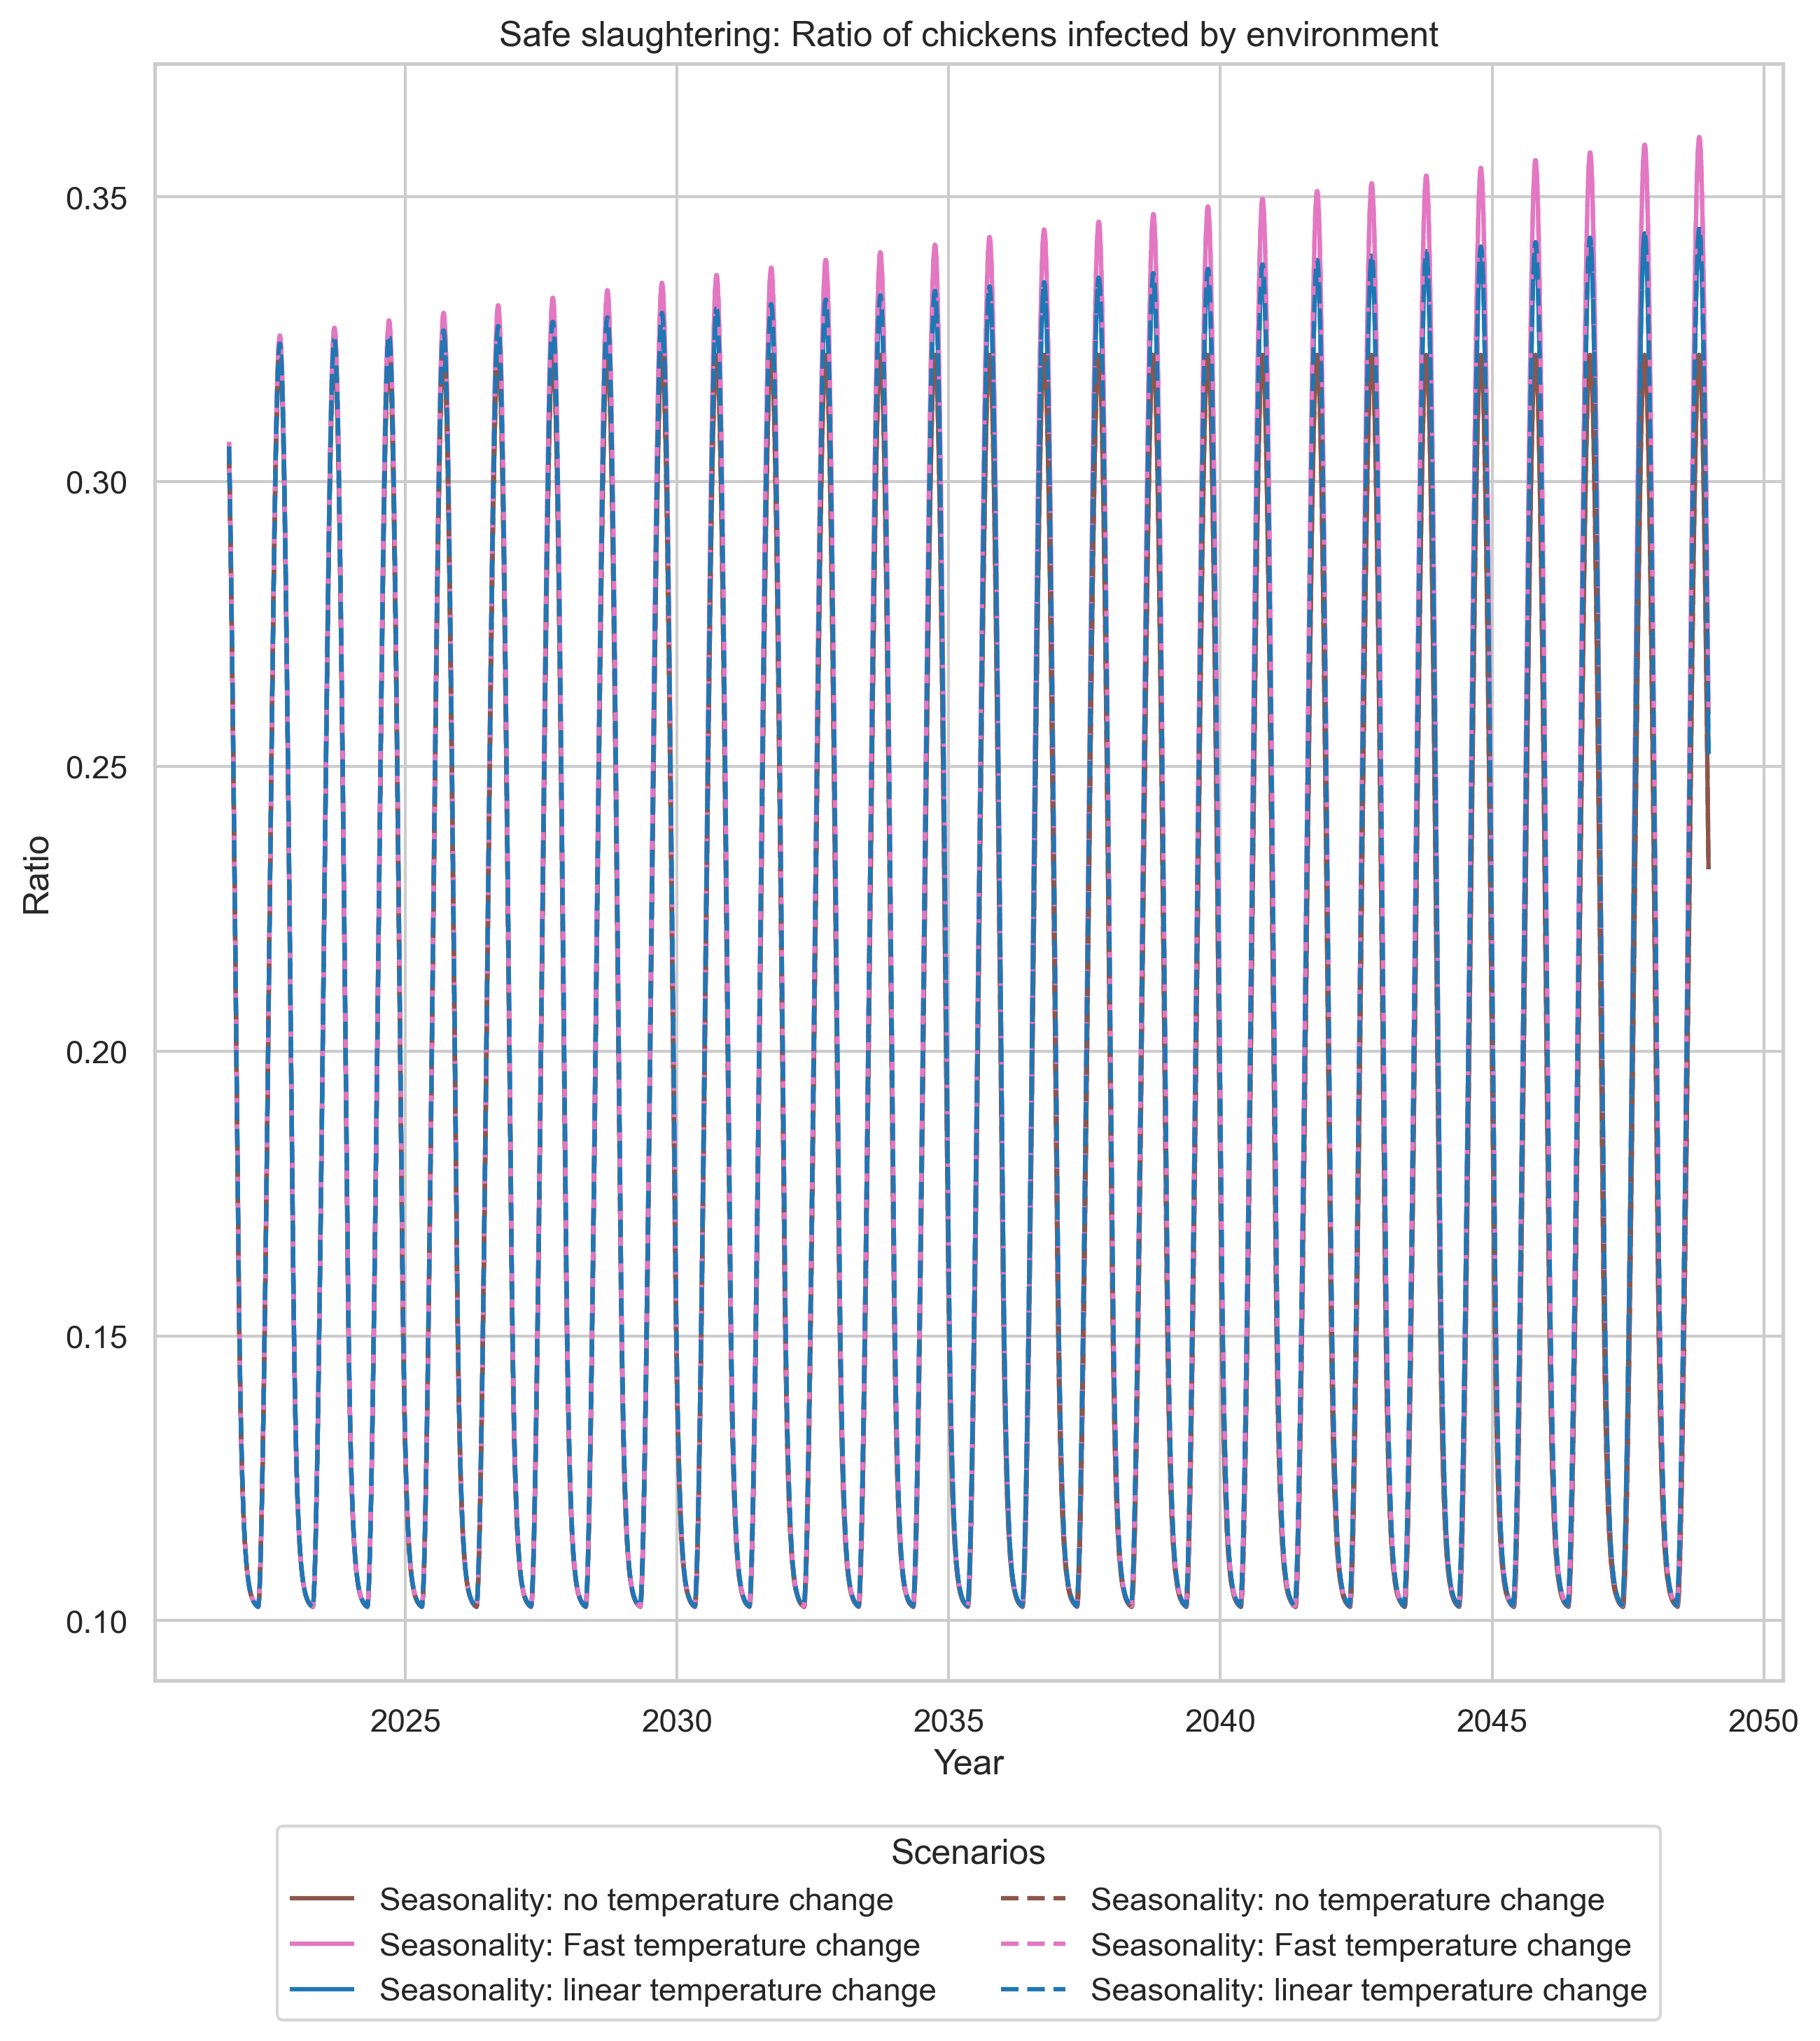 Safe slaughtering: Ratio of chickens infected by environment
0.35
0.30
0.25
0.20
0.15
0.10
Ratio
2025 2030 2035 2040 2045 2050
Year
Scenarios
Seasonality: no temperature change Seasonality: no temperature change
Seasonality: Fast temperature change Seasonality: Fast temperature change
Seasonality: linear temperature change Seasonality: linear temperature change